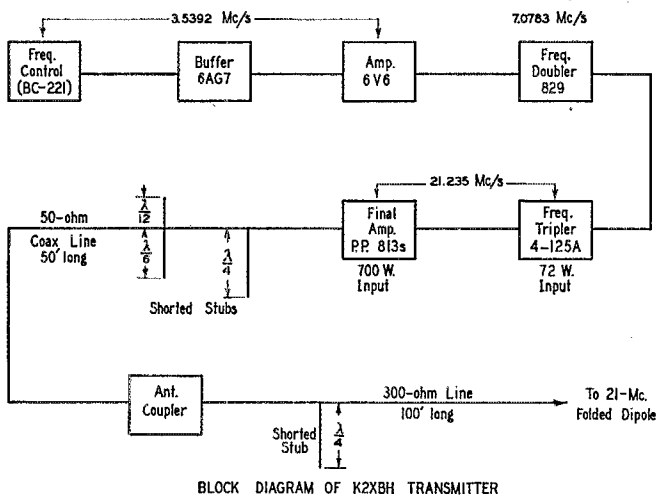 3.5392 Mc/s
7.0783 Mc/s
Freq.
Control
(BC-221)
Buffer
6AG7
Amp.
6V6
Freq.
Doubler
829
21.235 Mc/s
50-ohm
Coax Line
50' long
λ/12
λ/6
λ/4
Shorted Stubs
Final
Amp.
P.P. 813s
700 W.
Input
Freq.
Tripler
4-125A
72 W.
Input
Ant.
Coupler
Shorted
Stub
λ/4
300-ohm Line
100' long
To 21-Mc.
Folded Dipole
BLOCK DIAGRAM OF K2XBH TRANSMITTER